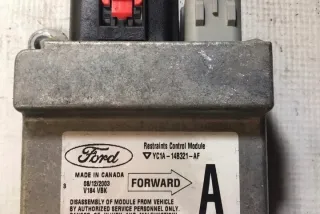 Ford
Restraints Control Module
YC1A-14B321-AF
MADE IN CANADA
08/12/2003
V184 VBK
FORWARD
A
DISASSEMBLY OF MODULE FROM VEHICLE
BY AUTHORIZED SERVICE PERSONNEL ONLY.